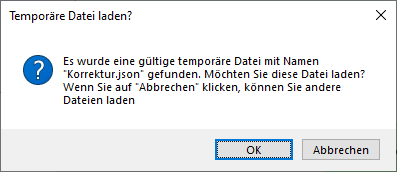 Temporäre Datei laden?
Es wurde eine gültige temporäre Datei mit Namen
"Korrektur.json" gefunden. Möchten Sie diese Datei laden?
Wenn Sie auf "Abbrechen" klicken, können Sie andere
Dateien laden
OK
Abbrechen